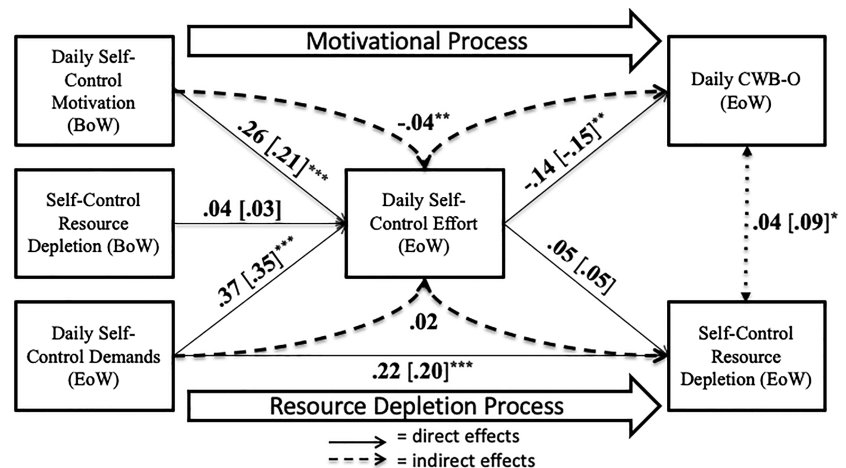 Motivational Process
Daily Self-
Control
Motivation
(BoW)
Daily CWB-O
(EoW)
-.04**
.26 [.21]***
-.14 [-.15]**
Self-Control
Resource
Depletion (BoW)
.04 [.03]
Daily Self-
Control Effort
(EoW)
.04 [.09]*
.37 [.35]***
.05 [.05]
Daily Self-
Control Demands
(EoW)
.02
.22 [.20]***
Self-Control
Resource
Depletion (EoW)
Resource Depletion Process
= direct effects
= indirect effects